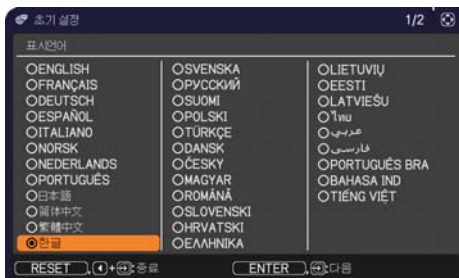 초기 설정 1/2
표시언어
ENGLISH
FRANÇAIS
DEUTSCH
ESPAÑOL
ITALIANO
NORSK
NEDERLANDS
PORTUGUÊS
日本語
简体中文
繁體中文
한글
SVENSKA
РУССКИЙ
SUOMI
POLSKI
TÜRKÇE
DANSK
ČESKY
MAGYAR
ROMÂNĂ
SLOVENSKI
HRVATSKI
ΕΛΛΗΝΙΚΑ
LIETUVIŲ
EESTI
LATVIEŠU
ไทย
عربي
فارسی
PORTUGUÊS BRA
BAHASA IND
TIẾNG VIỆT
RESET ,+:종료 ENTER ,:다음